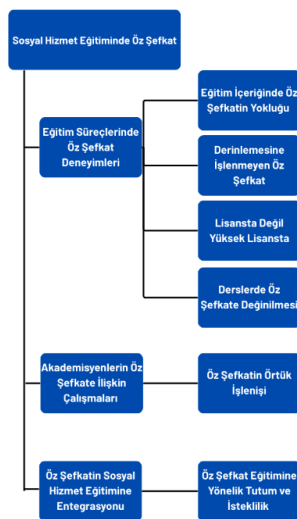 Sosyal Hizmet Eğitiminde Öz Şefkat
Eğitim İçeriğinde Öz
Şefkatin Yokluğu
Eğitim Süreçlerinde
Öz Şefkat
Deneyimleri
Derinlemesine
İşlenmeyen Öz
Şefkat
Lisansta Değil
Yüksek Lisansta
Derslerde Öz
Şefkate Değinilmesi
Akademisyenlerin Öz
Şefkate İlişkin
Çalışmaları
Öz Şefkatin Örtük
İşlenişi
Öz Şefkatin Sosyal
Hizmet Eğitimine
Entegrasyonu
Öz Şefkat Eğitimine
Yönelik Tutum ve
İsteklilik